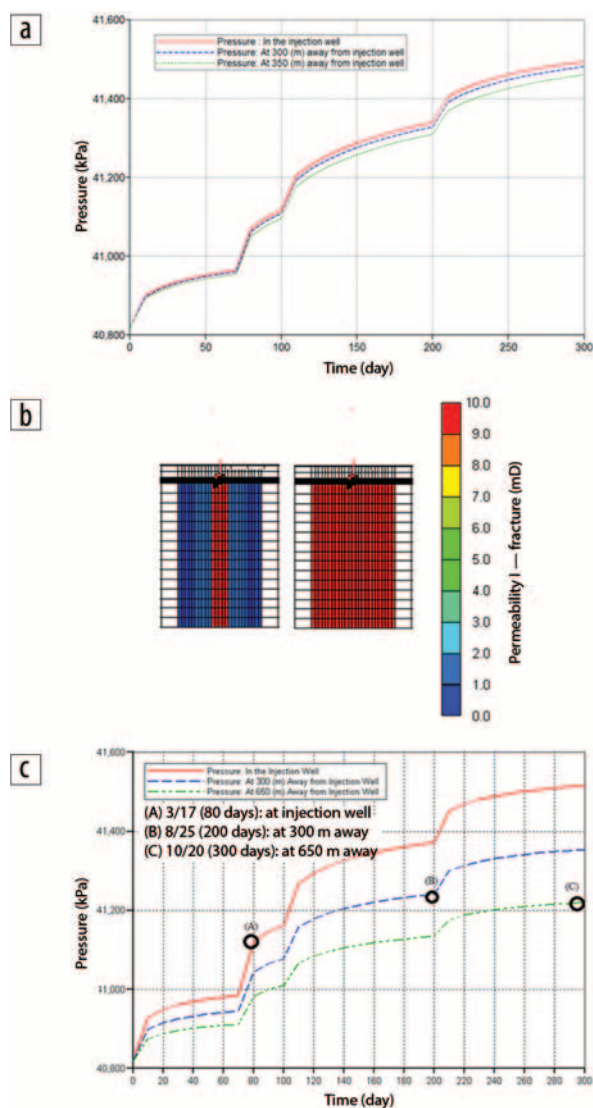 a
41,600
41,400
41,200
41,000
40,800
Pressure (kPa)
Pressure : In the injection well
Pressure: At 300 (m) away from injection well
Pressure: At 350 (m) away from injection well
0 50 100 150 200 250 300
Time (day)
b
10.0
9.0
8.0
7.0
6.0
5.0
4.0
3.0
2.0
1.0
0.0
Permeability I — fracture (mD)
c
41,600
41,400
41,200
41,000
40,800
Pressure (kPa)
Pressure: In the Injection Well
Pressure: At 300 (m) Away from Injection Well
Pressure: At 650 (m) Away from Injection Well
(A) 3/17 (80 days): at injection well
(B) 8/25 (200 days): at 300 m away
(C) 10/20 (300 days): at 650 m away
(A)
(B)
(C)
0 20 40 60 80 100 120 140 160 180 200 220 240 260 280 300
Time (day)